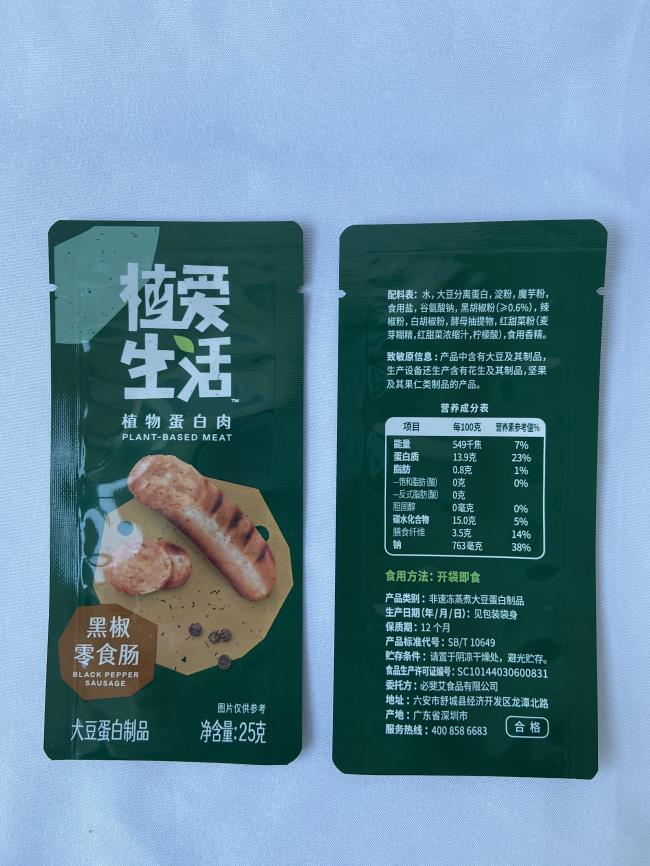 植爱
生活™
植物蛋白肉
PLANT-BASED MEAT
黑椒
零食肠
BLACK PEPPER
SAUSAGE
图片仅供参考
大豆蛋白制品
净含量:25克
配料表：水,大豆分离蛋白,淀粉,魔芋粉,
食用盐,谷氨酸钠,黑胡椒粉(≥0.6%),辣
椒粉,白胡椒粉,酵母抽提物,红甜菜粉(麦
芽糊精,红甜菜浓缩汁,柠檬酸),食用香精。
致敏原信息：产品中含有大豆及其制品,
生产设备还生产含有花生及其制品,坚果
及其果仁类制品的产品。
营养成分表
项目 每100克 营养素参考值%
能量 549千焦 7%
蛋白质 13.9克 23%
脂肪 0.8克 1%
—饱和脂肪(酸) 0克 0%
—反式脂肪(酸) 0克
胆固醇 0毫克 0%
碳水化合物 15.0克 5%
膳食纤维 3.5克 14%
钠 763毫克 38%
食用方法：开袋即食
产品类别：非速冻蒸煮大豆蛋白制品
生产日期(年/月/日)：见包装袋身
保质期：12个月
产品标准代号：SB/T 10649
贮存条件：请置于阴凉干燥处，避光贮存。
食品生产许可证编号：SC10144030600831
委托方：必斐艾食品有限公司
地址：六安市舒城县经济开发区龙潭北路
产地：广东省深圳市
服务热线：400 858 6683
合格